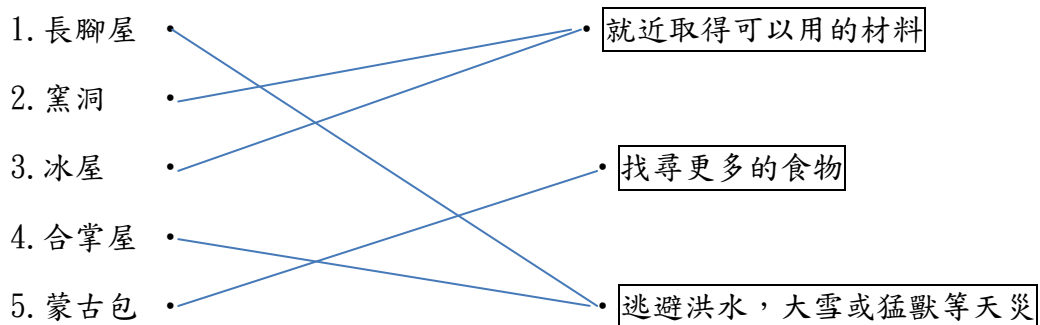 1.長腳屋 • • 就近取得可以用的材料
2.窯洞 •
3.冰屋 • • 找尋更多的食物
4.合掌屋 •
5.蒙古包 • • 逃避洪水，大雪或猛獸等天災